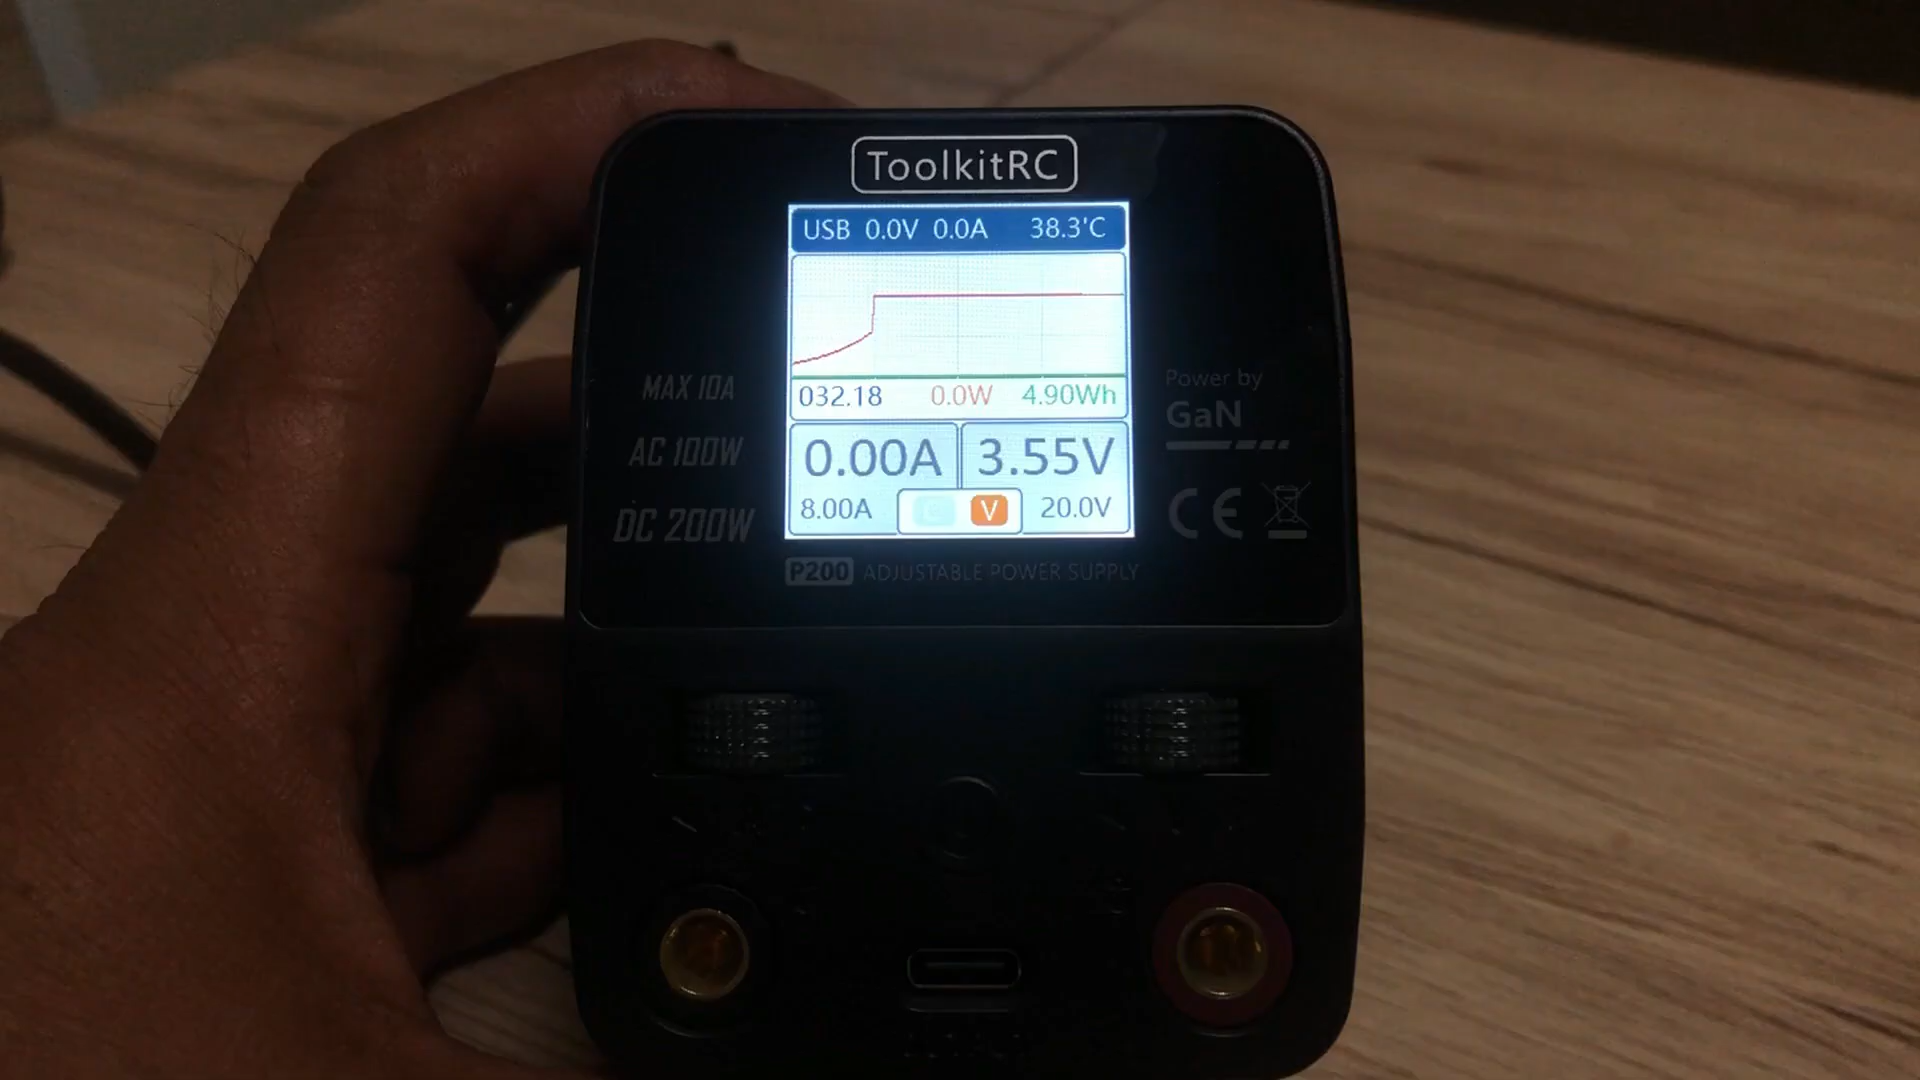 ToolkitRC
USB 0.0V 0.0A 38.3'C
032.18 0.0W 4.90Wh
0.00A 3.55V
8.00A C V 20.0V
MAX 10A
AC 100W
DC 200W
Power by
GaN
CE
P200 ADJUSTABLE POWER SUPPLY